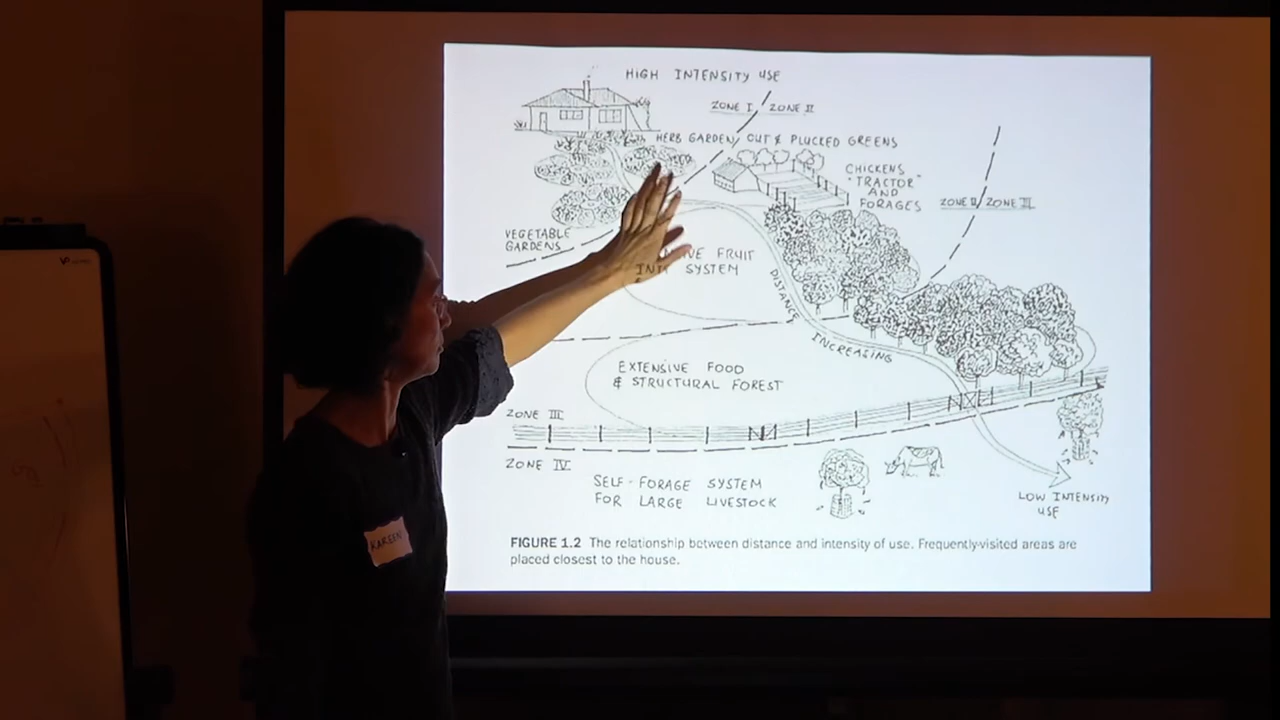 HIGH INTENSITY USE
ZONE I / ZONE II
HERB GARDEN CUT & PLUCKED GREENS
CHICKENS
"TRACTOR"
AND
FORAGES
ZONE II / ZONE III
VEGETABLE
GARDENS
FRUIT
SYSTEM
DISTANCE INCREASING
EXTENSIVE FOOD
& STRUCTURAL FOREST
ZONE III
ZONE IV
SELF-FORAGE SYSTEM
FOR LARGE LIVESTOCK
LOW INTENSITY
USE
FIGURE 1.2 The relationship between distance and intensity of use. Frequently-visited areas are
placed closest to the house.
KAREEN